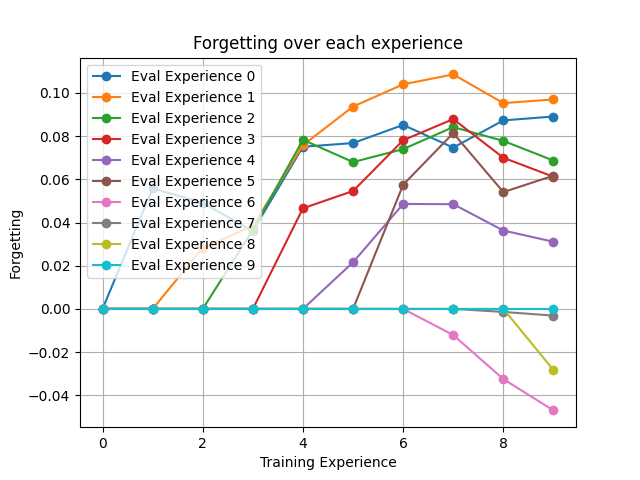 Forgetting over each experience
Eval Experience 0
Eval Experience 1
Eval Experience 2
Eval Experience 3
Eval Experience 4
Eval Experience 5
Eval Experience 6
Eval Experience 7
Eval Experience 8
Eval Experience 9
Forgetting
0.10
0.08
0.06
0.04
0.02
0.00
−0.02
−0.04
0 2 4 6 8
Training Experience